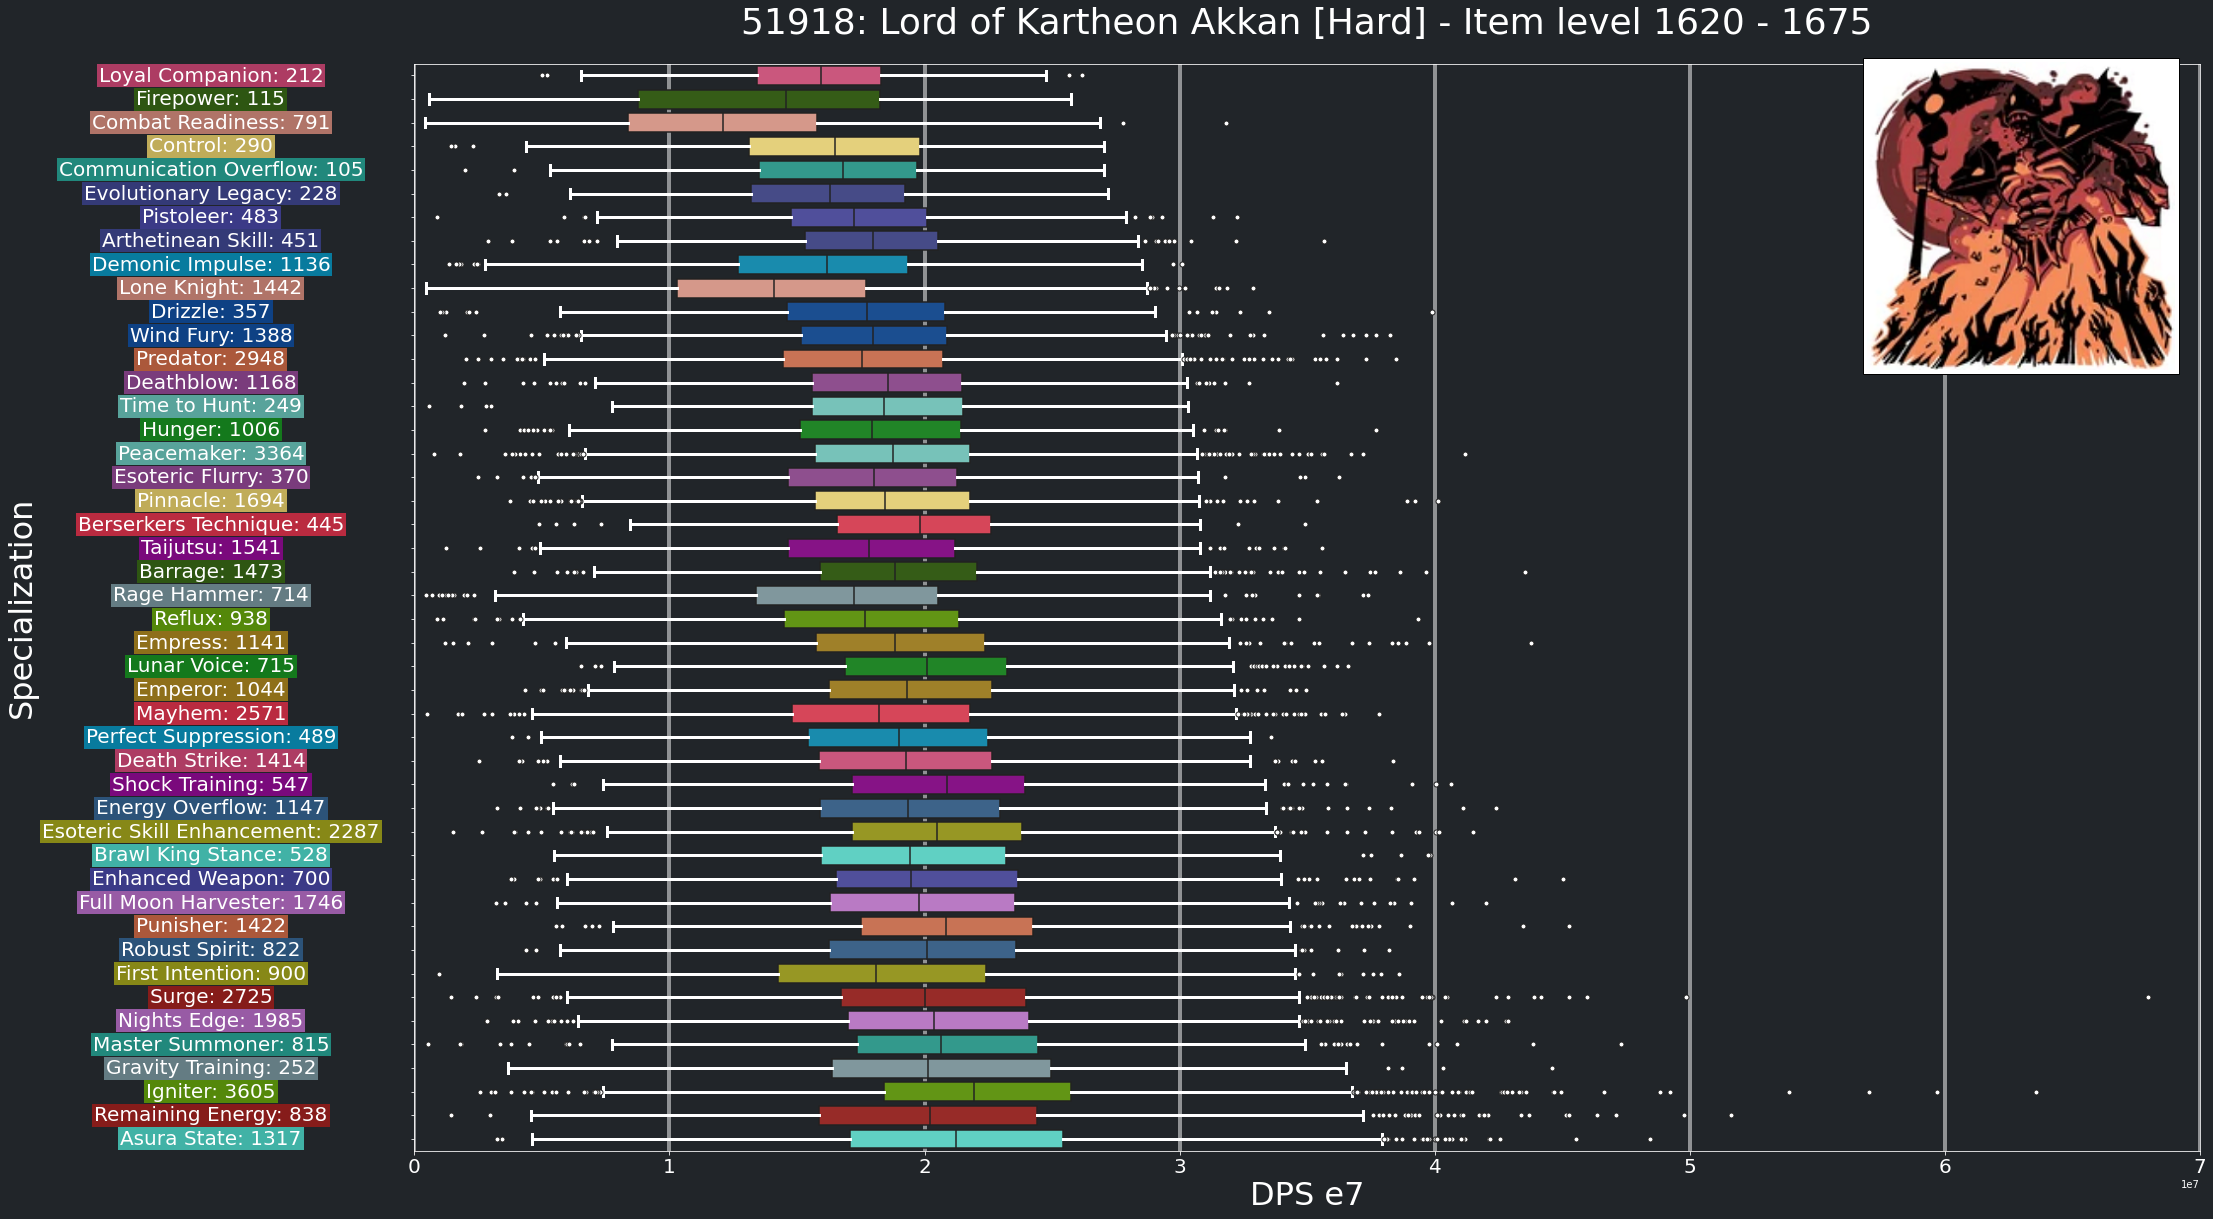 51918: Lord of Kartheon Akkan [Hard] - Item level 1620 - 1675
Specialization
Loyal Companion: 212
Firepower: 115
Combat Readiness: 791
Control: 290
Communication Overflow: 105
Evolutionary Legacy: 228
Pistoleer: 483
Arthetinean Skill: 451
Demonic Impulse: 1136
Lone Knight: 1442
Drizzle: 357
Wind Fury: 1388
Predator: 2948
Deathblow: 1168
Time to Hunt: 249
Hunger: 1006
Peacemaker: 3364
Esoteric Flurry: 370
Pinnacle: 1694
Berserkers Technique: 445
Taijutsu: 1541
Barrage: 1473
Rage Hammer: 714
Reflux: 938
Empress: 1141
Lunar Voice: 715
Emperor: 1044
Mayhem: 2571
Perfect Suppression: 489
Death Strike: 1414
Shock Training: 547
Energy Overflow: 1147
Esoteric Skill Enhancement: 2287
Brawl King Stance: 528
Enhanced Weapon: 700
Full Moon Harvester: 1746
Punisher: 1422
Robust Spirit: 822
First Intention: 900
Surge: 2725
Nights Edge: 1985
Master Summoner: 815
Gravity Training: 252
Igniter: 3605
Remaining Energy: 838
Asura State: 1317
0 1 2 3 4 5 6 7
1e7
DPS e7